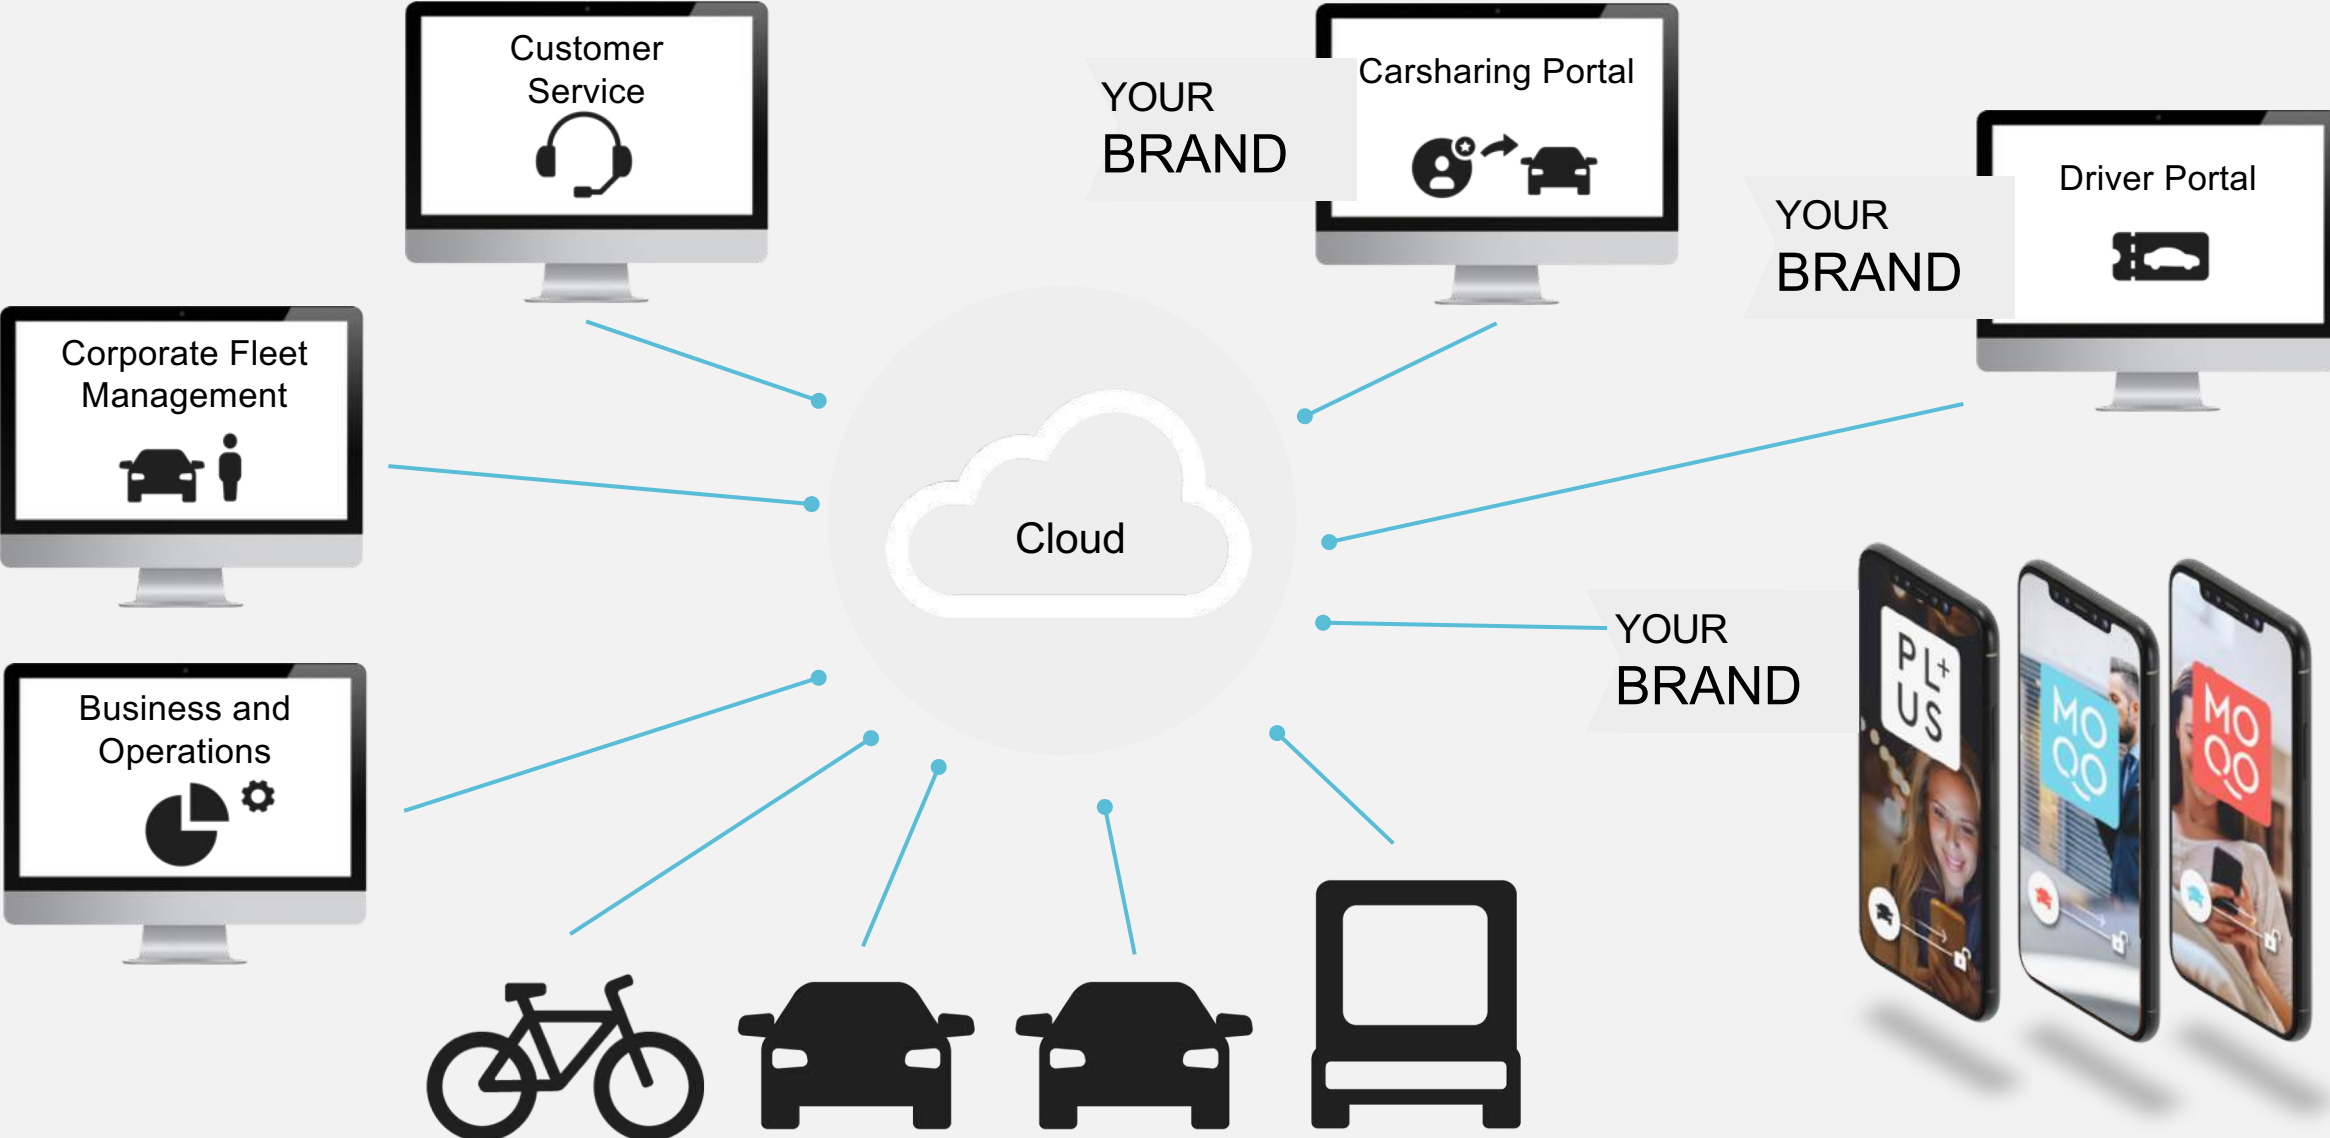 Customer
Service
YOUR
BRAND
Carsharing Portal
YOUR
BRAND
Driver Portal
Corporate Fleet
Management
Cloud
YOUR
BRAND
PL+
US
MO
QO
MO
QO
Business and
Operations